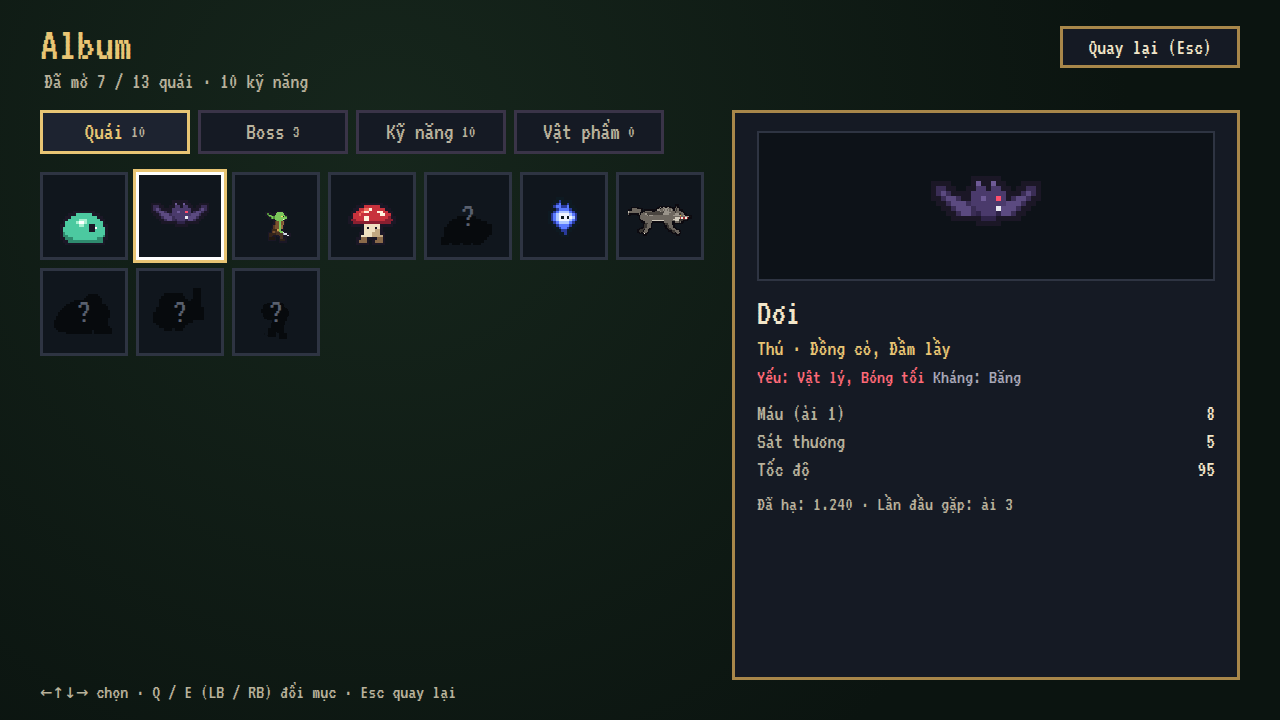 Album
Đã mở 7 / 13 quái · 10 kỹ năng
Quay lại (Esc)
Quái 10
Boss 3
Kỹ năng 10
Vật phẩm 0
?
? ? ?
Dơi
Thú · Đồng cỏ, Đầm lầy
Yếu: Vật lý, Bóng tối Kháng: Băng
Máu (ải 1) 8
Sát thương 5
Tốc độ 95
Đã hạ: 1.240 · Lần đầu gặp: ải 3
←↑↓→ chọn · Q / E (LB / RB) đổi mục · Esc quay lại